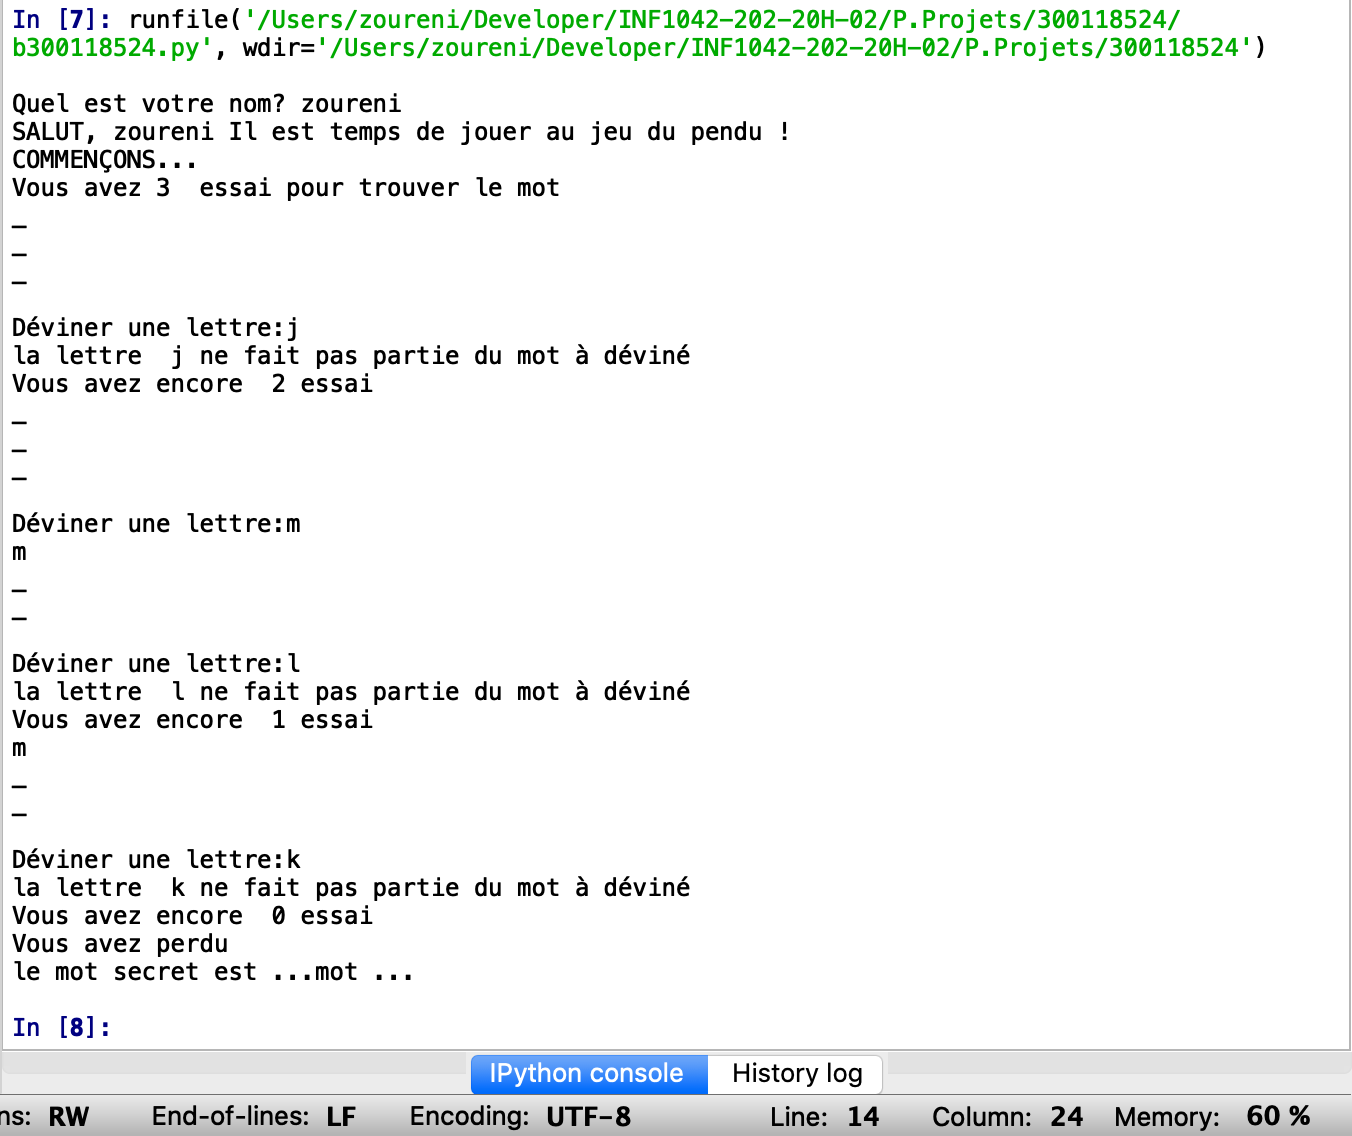 In [7]: runfile('/Users/zoureni/Developer/INF1042-202-20H-02/P.Projets/300118524/
b300118524.py', wdir='/Users/zoureni/Developer/INF1042-202-20H-02/P.Projets/300118524')
Quel est votre nom? zoureni
SALUT, zoureni Il est temps de jouer au jeu du pendu !
COMMENÇONS...
Vous avez 3  essai pour trouver le mot
_
_
_
Déviner une lettre:j
la lettre  j ne fait pas partie du mot à déviné
Vous avez encore  2 essai
_
_
_
Déviner une lettre:m
m
_
_
Déviner une lettre:l
la lettre  l ne fait pas partie du mot à déviné
Vous avez encore  1 essai
m
_
_
Déviner une lettre:k
la lettre  k ne fait pas partie du mot à déviné
Vous avez encore  0 essai
Vous avez perdu
le mot secret est ...mot ...
In [8]:
IPython console History log
ns: RW End-of-lines: LF Encoding: UTF-8 Line: 14 Column: 24 Memory: 60 %